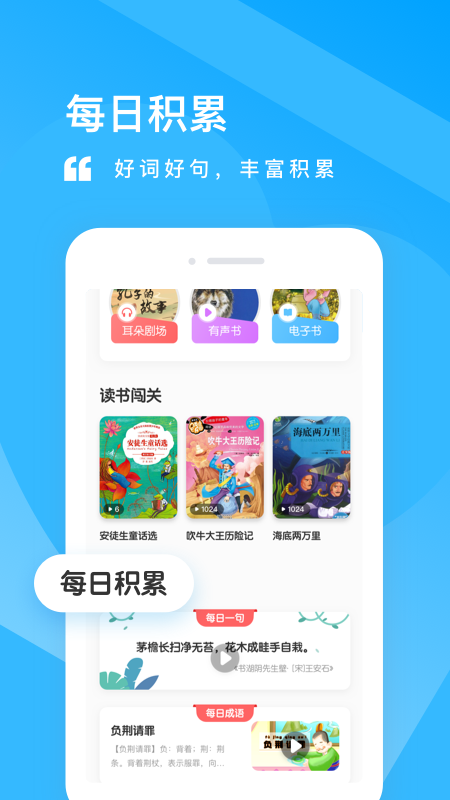 每日积累
好词好句，丰富积累
孔子的
故事
耳朵剧场
有声书
电子书
读书闯关
安徒生童话选
吹牛大王历险记
海底两万里
6
1024
1024
安徒生童话选
吹牛大王历险记
海底两万里
每日积累
每日一句
茅檐长扫净无苔，花木成畦手自栽。
《书湖阴先生壁· [宋]王安石》
每日成语
负荆请罪
【负荆请罪】负：背着；荆：荆
条。背着荆杖，表示服罪，向...
fù jīng qǐng zuì
负荆请罪